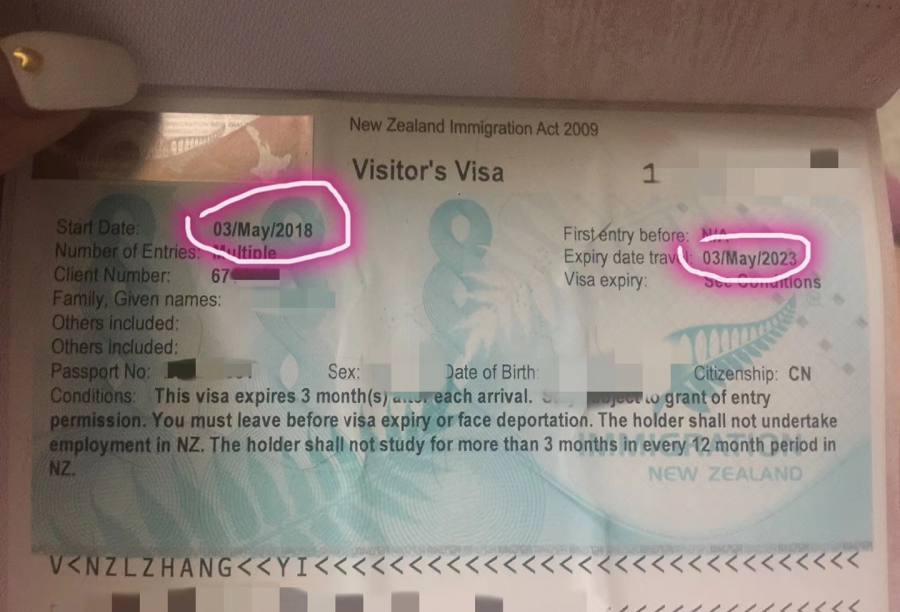 New Zealand Immigration Act 2009
Visitor's Visa 1
Start Date: 03/May/2018
Number of Entries: Multiple
Client Number: 67
Family, Given names:
Others included:
Others included:
Passport No: Sex: Date of Birth:
First entry before: N/A
Expiry date travel: 03/May/2023
Visa expiry: See Conditions
Citizenship: CN
Conditions: This visa expires 3 month(s) after each arrival. subject to grant of entry
permission. You must leave before visa expiry or face deportation. The holder shall not undertake
employment in NZ. The holder shall not study for more than 3 months in every 12 month period in
NZ.
IMMIGRATION
NEW ZEALAND
V<NZLZHANG<<YI<<<<<<<<<<<<<<<<<<<<<<<<<<<<<<